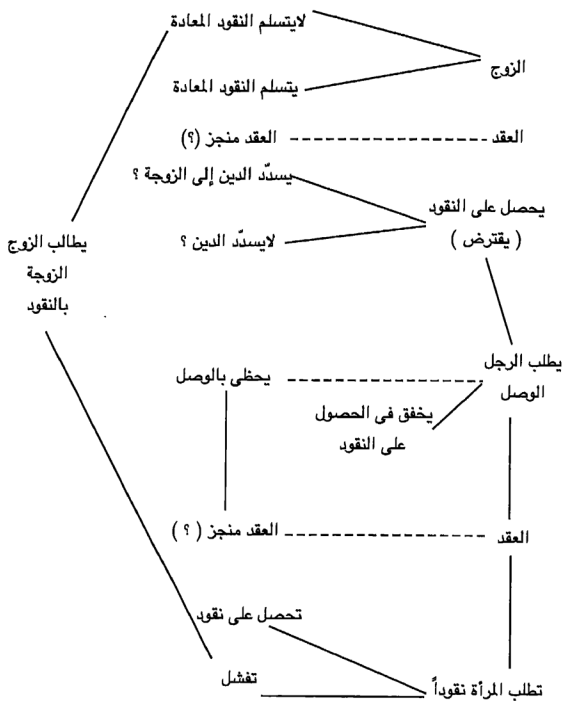 لايتسلم النقود المعادة
الزوج
يتسلم النقود المعادة
العقد
العقد منجز (؟)
يسدّد الدين إلى الزوجة ؟
يحصل على النقود
( يقترض )
لايسدّد الدين ؟
يطالب الزوج
الزوجة
بالنقود
يطلب الرجل
الوصل
يحظى بالوصل
يخفق في الحصول
على النقود
العقد
العقد منجز ( ؟ )
تحصل على نقود
تفشل
تطلب المرأة نقوداً